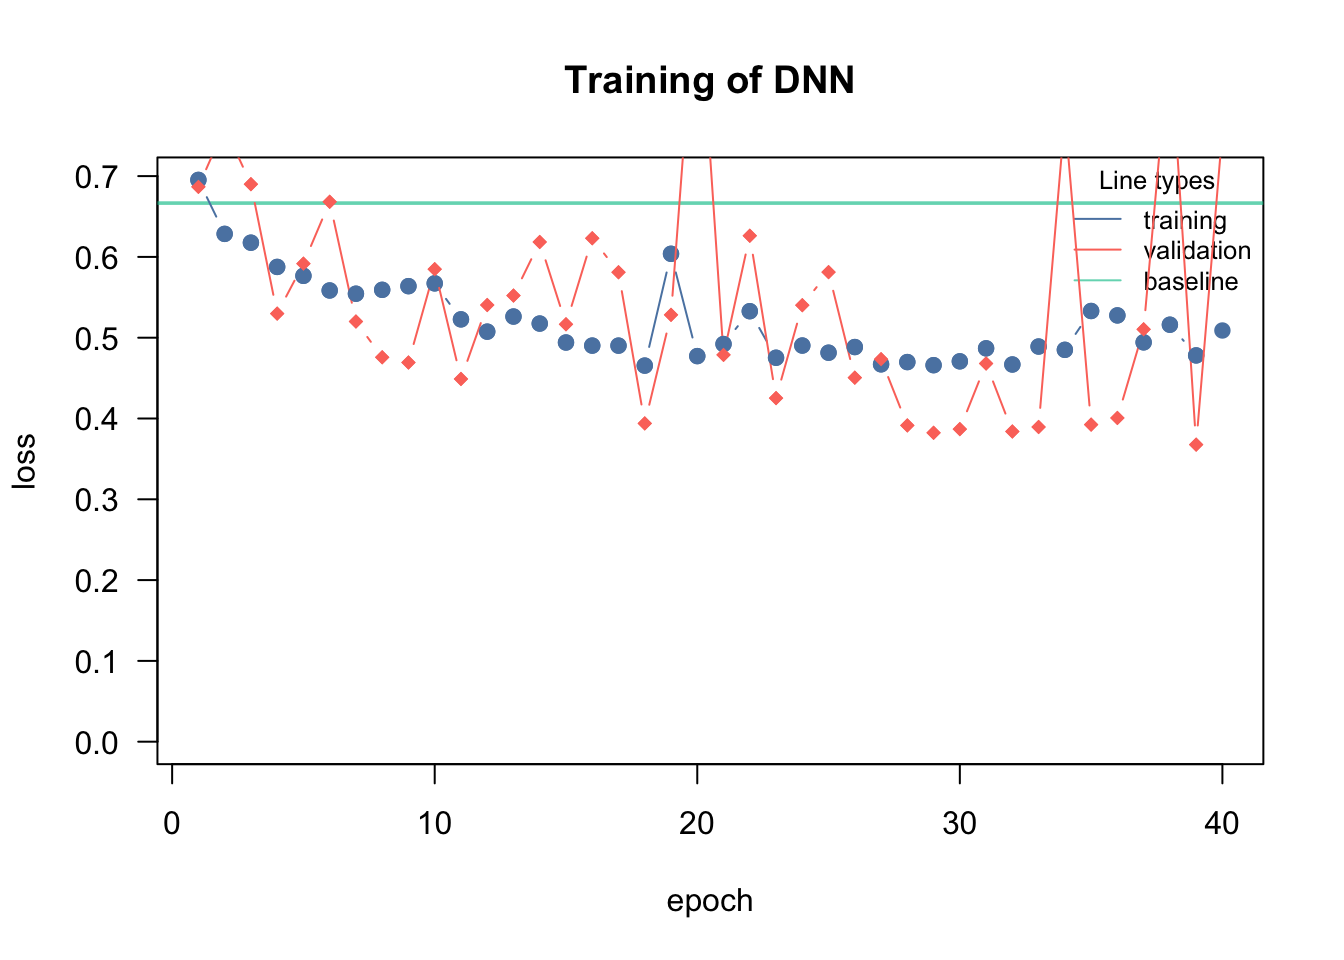 Training of DNN
0.7
0.6
0.5
0.4
0.3
0.2
0.1
0.0
loss
Line types
training
validation
baseline
0 10 20 30 40
epoch